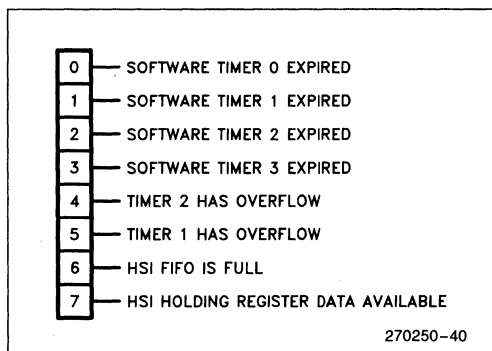 0 SOFTWARE TIMER 0 EXPIRED
1 SOFTWARE TIMER 1 EXPIRED
2 SOFTWARE TIMER 2 EXPIRED
3 SOFTWARE TIMER 3 EXPIRED
4 TIMER 2 HAS OVERFLOW
5 TIMER 1 HAS OVERFLOW
6 HSI FIFO IS FULL
7 HSI HOLDING REGISTER DATA AVAILABLE
270250-40